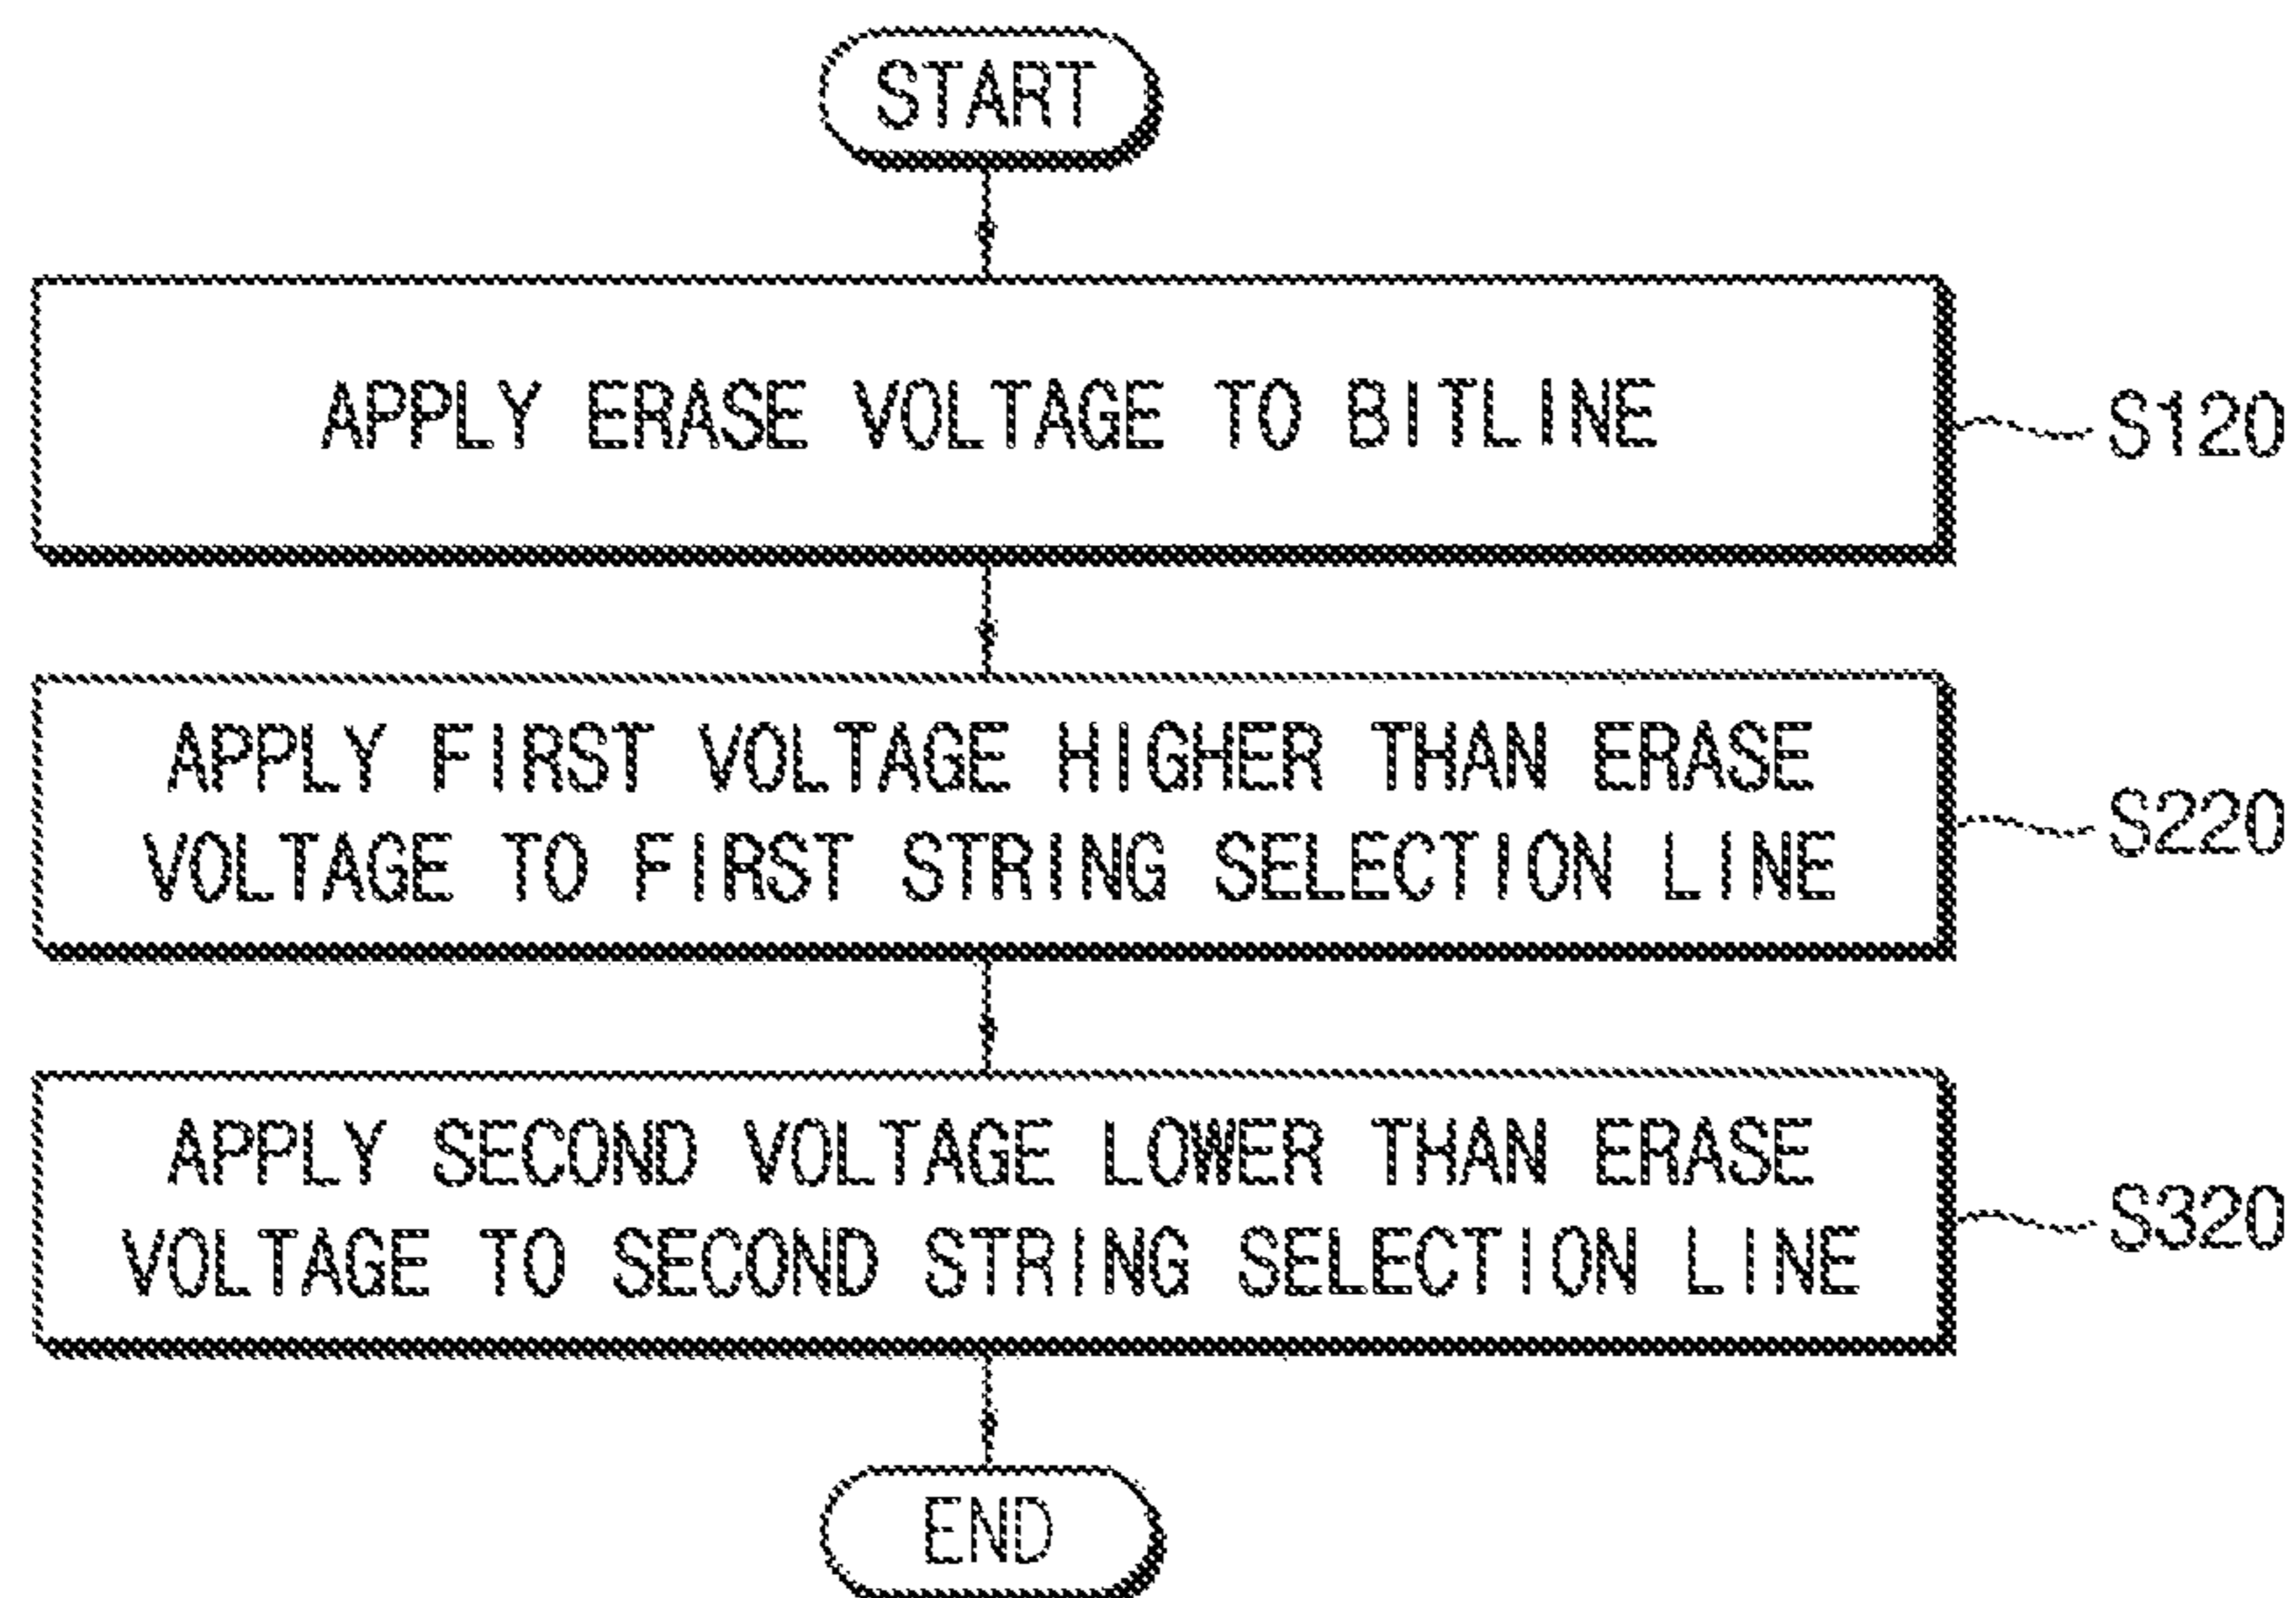 START
APPLY ERASE VOLTAGE TO BITLINE
S120
APPLY FIRST VOLTAGE HIGHER THAN ERASE
VOLTAGE TO FIRST STRING SELECTION LINE
S220
APPLY SECOND VOLTAGE LOWER THAN ERASE
VOLTAGE TO SECOND STRING SELECTION LINE
S320
END